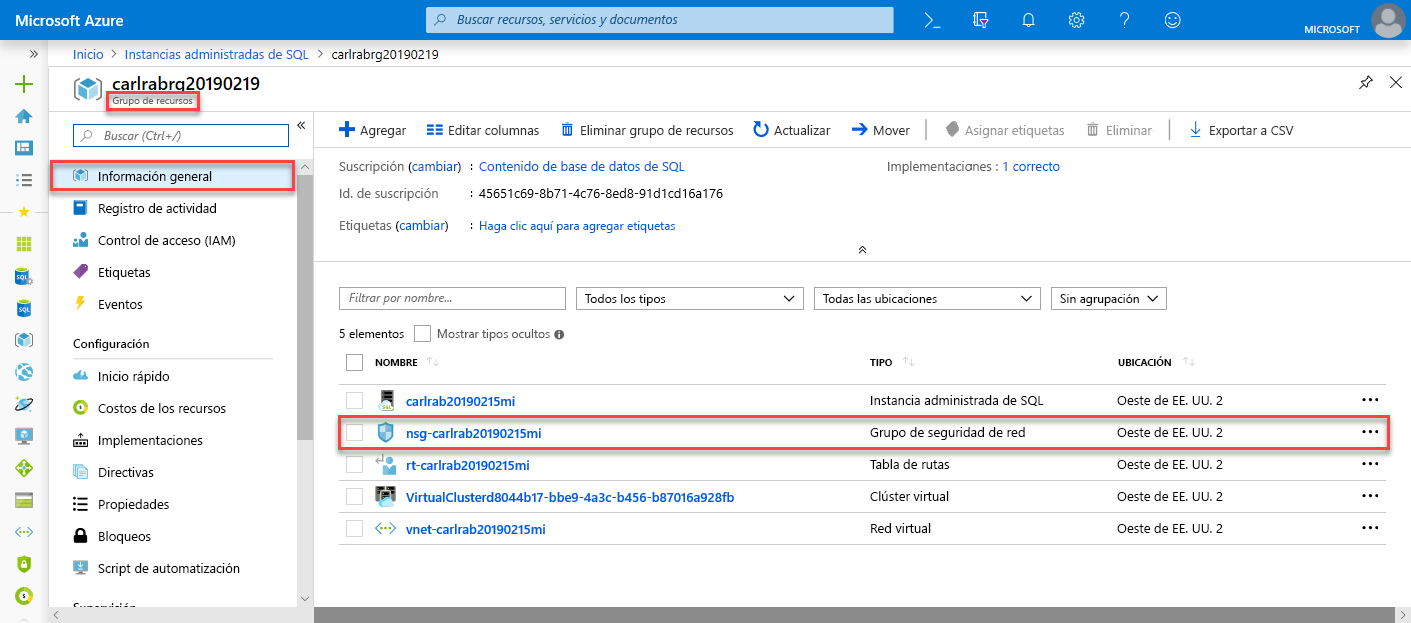 Microsoft Azure
Buscar recursos, servicios y documentos
MICROSOFT
Inicio > Instancias administradas de SQL > carlrabrg20190219
carlrabrg20190219
Grupo de recursos
Buscar (Ctrl+/)
Información general
Registro de actividad
Control de acceso (IAM)
Etiquetas
Eventos
Configuración
Inicio rápido
Costos de los recursos
Implementaciones
Directivas
Propiedades
Bloqueos
Script de automatización
Supervisión
Agregar Editar columnas Eliminar grupo de recursos Actualizar Mover Asignar etiquetas Eliminar Exportar a CSV
Suscripción (cambiar) : Contenido de base de datos de SQL Implementaciones : 1 correcto
Id. de suscripción : 45651c69-8b71-4c76-8ed8-91d1cd16a176
Etiquetas (cambiar) : Haga clic aquí para agregar etiquetas
Filtrar por nombre... Todos los tipos Todas las ubicaciones Sin agrupación
5 elementos Mostrar tipos ocultos
NOMBRE TIPO UBICACIÓN
carlrab20190215mi Instancia administrada de SQL Oeste de EE. UU. 2
nsg-carlrab20190215mi Grupo de seguridad de red Oeste de EE. UU. 2
rt-carlrab20190215mi Tabla de rutas Oeste de EE. UU. 2
VirtualClusterd8044b17-bbe9-4a3c-b456-b87016a928fb Clúster virtual Oeste de EE. UU. 2
vnet-carlrab20190215mi Red virtual Oeste de EE. UU. 2